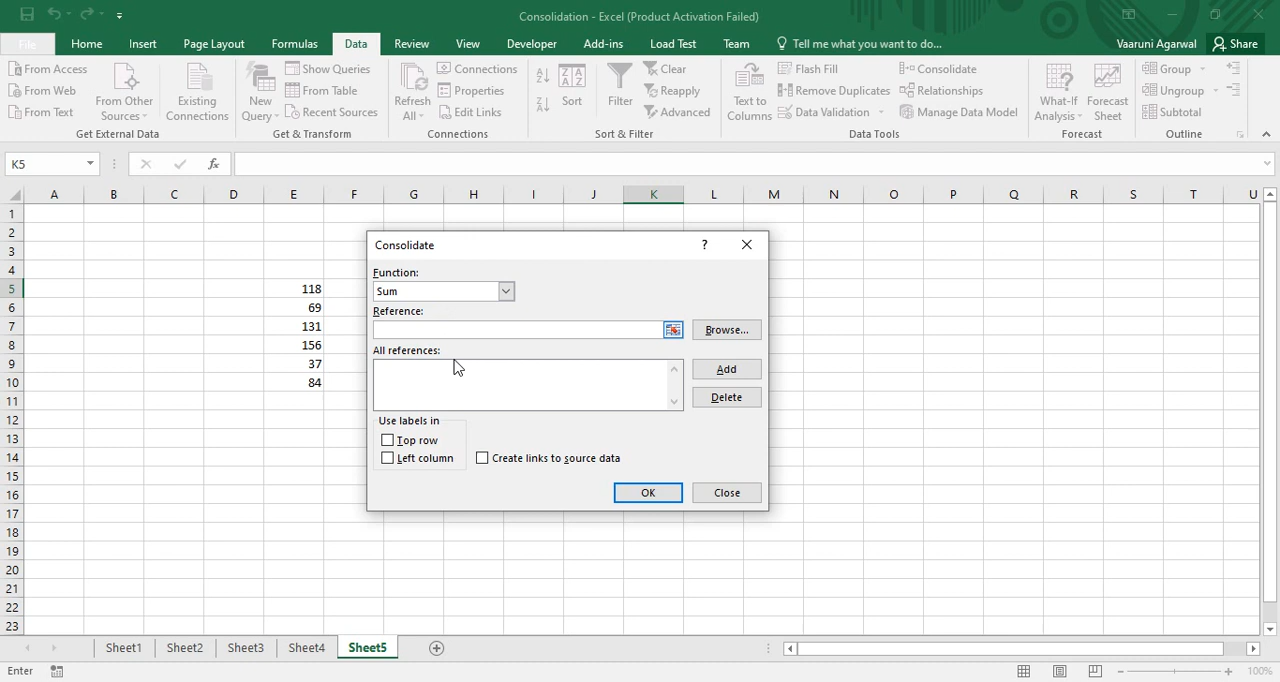 Consolidation - Excel (Product Activation Failed)
File Home Insert Page Layout Formulas Data Review View Developer Add-ins Load Test Team Tell me what you want to do... Vaaruni Agarwal Share
From Access
From Web
From Text
From Other Sources
Existing Connections
Get External Data
New Query
Show Queries
From Table
Recent Sources
Get & Transform
Refresh All
Connections
Properties
Edit Links
Connections
Sort
Filter
Clear
Reapply
Advanced
Sort & Filter
Text to Columns
Flash Fill
Remove Duplicates
Data Validation
Consolidate
Relationships
Manage Data Model
Data Tools
What-If Analysis
Forecast Sheet
Forecast
Group
Ungroup
Subtotal
Outline
K5 fx
A B C D E F G H I J K L M N O P Q R S T U
1
2
3
4
5 118
6 69
7 131
8 156
9 37
10 84
11
12
13
14
15
16
17
18
19
20
21
22
23
Consolidate ?
Function:
Sum
Reference:
Browse...
All references:
Add
Delete
Use labels in
Top row
Left column
Create links to source data
OK Close
Sheet1 Sheet2 Sheet3 Sheet4 Sheet5
Enter 100%